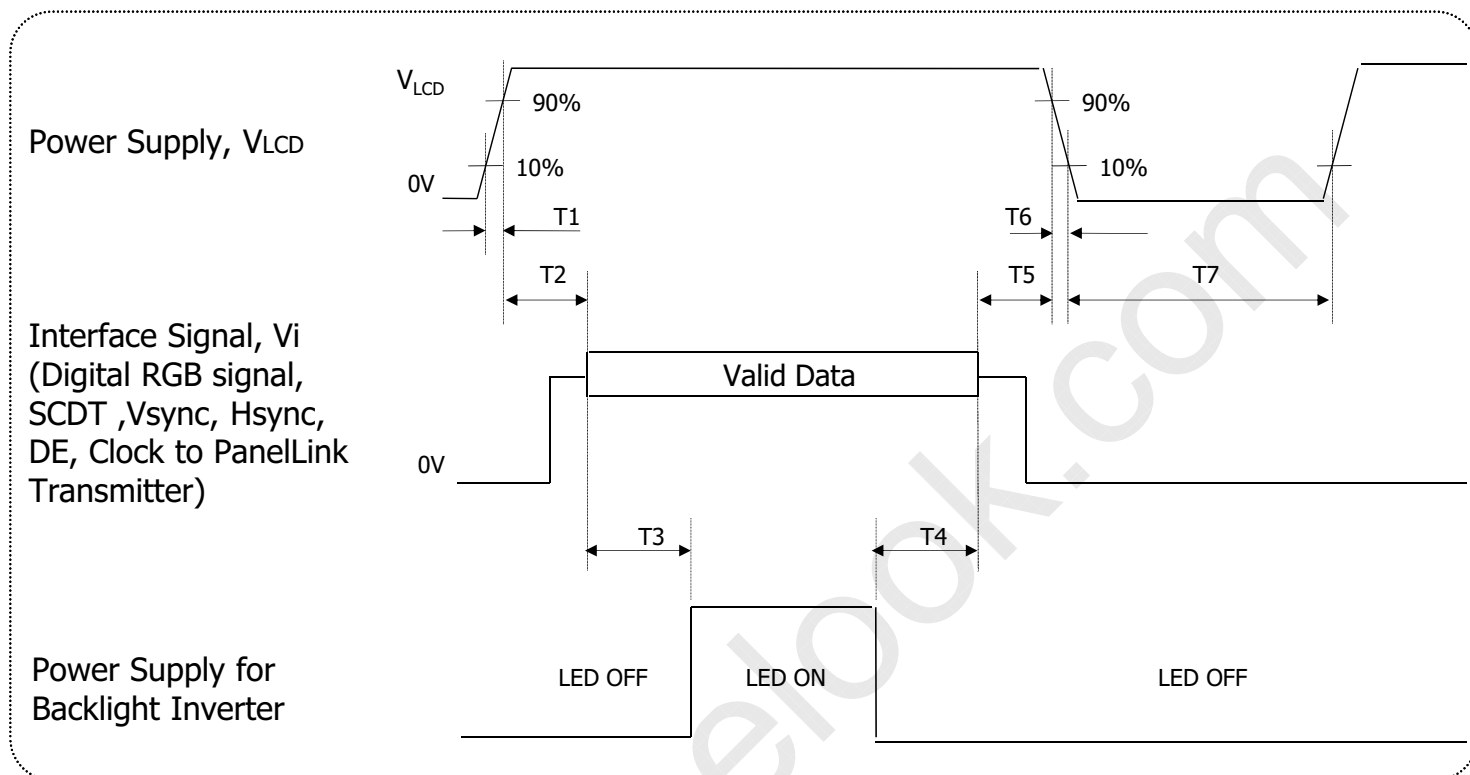 VLCD
90%
90%
Power Supply, VLCD
10%
10%
0V
T1
T6
T2
T5
T7
Interface Signal, Vi
(Digital RGB signal,
SCDT ,Vsync, Hsync,
DE, Clock to PanelLink
Transmitter)
Valid Data
0V
T3
T4
Power Supply for
Backlight Inverter
LED OFF
LED ON
LED OFF
elook.com